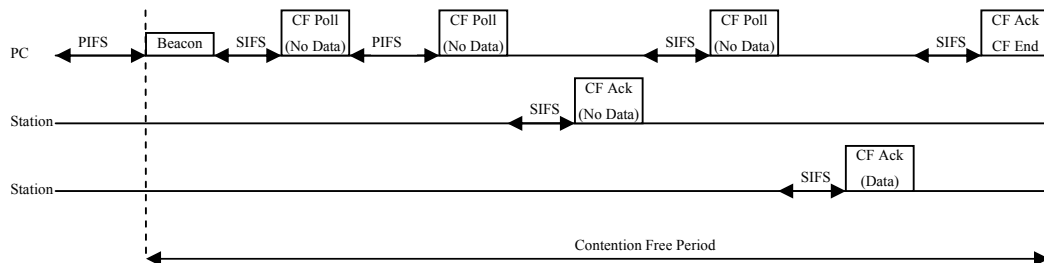 CF Poll
(No Data)
CF Poll
(No Data)
CF Poll
(No Data)
CF Ack
CF End
PC
PIFS
Beacon
SIFS
PIFS
SIFS
SIFS
Station
SIFS
CF Ack
(No Data)
Station
SIFS
CF Ack
(Data)
Contention Free Period